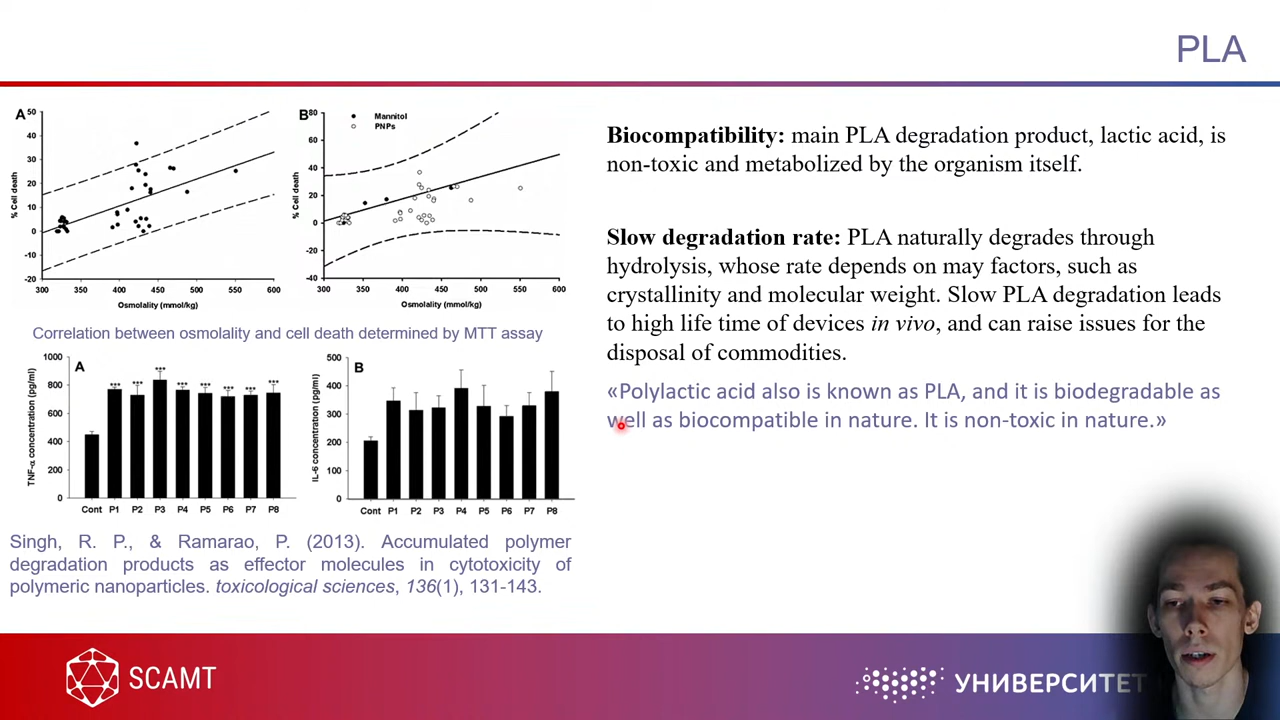 PLA
A
B
% Cell death
50
40
30
20
10
0
-10
-20
300
350
400
450
500
550
600
Osmolality (mmol/kg)
% Cell death
80
60
40
20
0
-20
-40
Mannitol
PNPs
300
350
400
450
500
550
600
Osmolality (mmol/kg)
Correlation between osmolality and cell death determined by MTT assay
A
TNF-α concentration (pg/ml)
1000
800
600
400
200
0
*** *** *** *** *** *** *** ***
Cont P1 P2 P3 P4 P5 P6 P7 P8
B
IL-6 concentration (pg/ml)
500
400
300
200
100
0
Cont P1 P2 P3 P4 P5 P6 P7 P8
Singh, R. P., & Ramarao, P. (2013). Accumulated polymer
degradation products as effector molecules in cytotoxicity of
polymeric nanoparticles. toxicological sciences, 136(1), 131-143.
Biocompatibility: main PLA degradation product, lactic acid, is
non-toxic and metabolized by the organism itself.
Slow degradation rate: PLA naturally degrades through
hydrolysis, whose rate depends on may factors, such as
crystallinity and molecular weight. Slow PLA degradation leads
to high life time of devices in vivo, and can raise issues for the
disposal of commodities.
«Polylactic acid also is known as PLA, and it is biodegradable as
well as biocompatible in nature. It is non-toxic in nature.»
SCAMT
УНИВЕРСИТЕТ